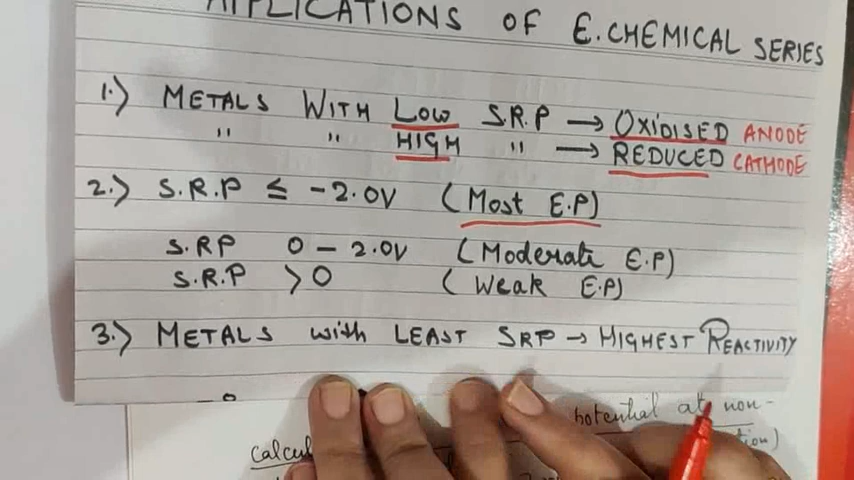 APPLICATIONS OF E.CHEMICAL SERIES
1.) METALS WITH LOW S.R.P → OXIDISED ANODE
" " HIGH " → REDUCED CATHODE
2.) S.R.P ≤ -2.0V (Most E.P)
S.RP 0 - 2.0V (Moderate E.P)
S.R.P > 0 (Weak E.P)
3.) METALS with LEAST SRP → HIGHEST REACTIVITY
potential at non-
calcul